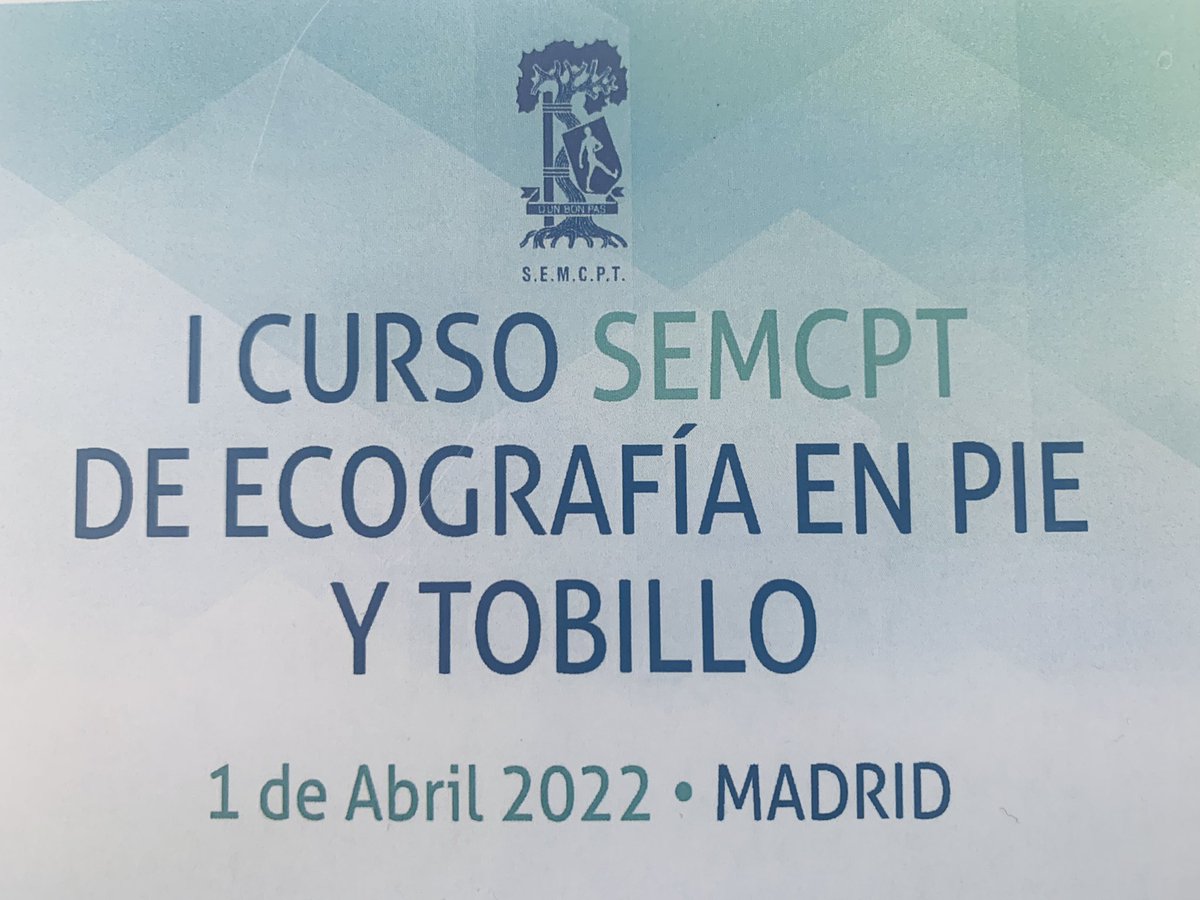 D'UN BON PAS
S.E.M.C.P.T.
I CURSO SEMCPT
DE ECOGRAFÍA EN PIE
Y TOBILLO
1 de Abril 2022 • MADRID